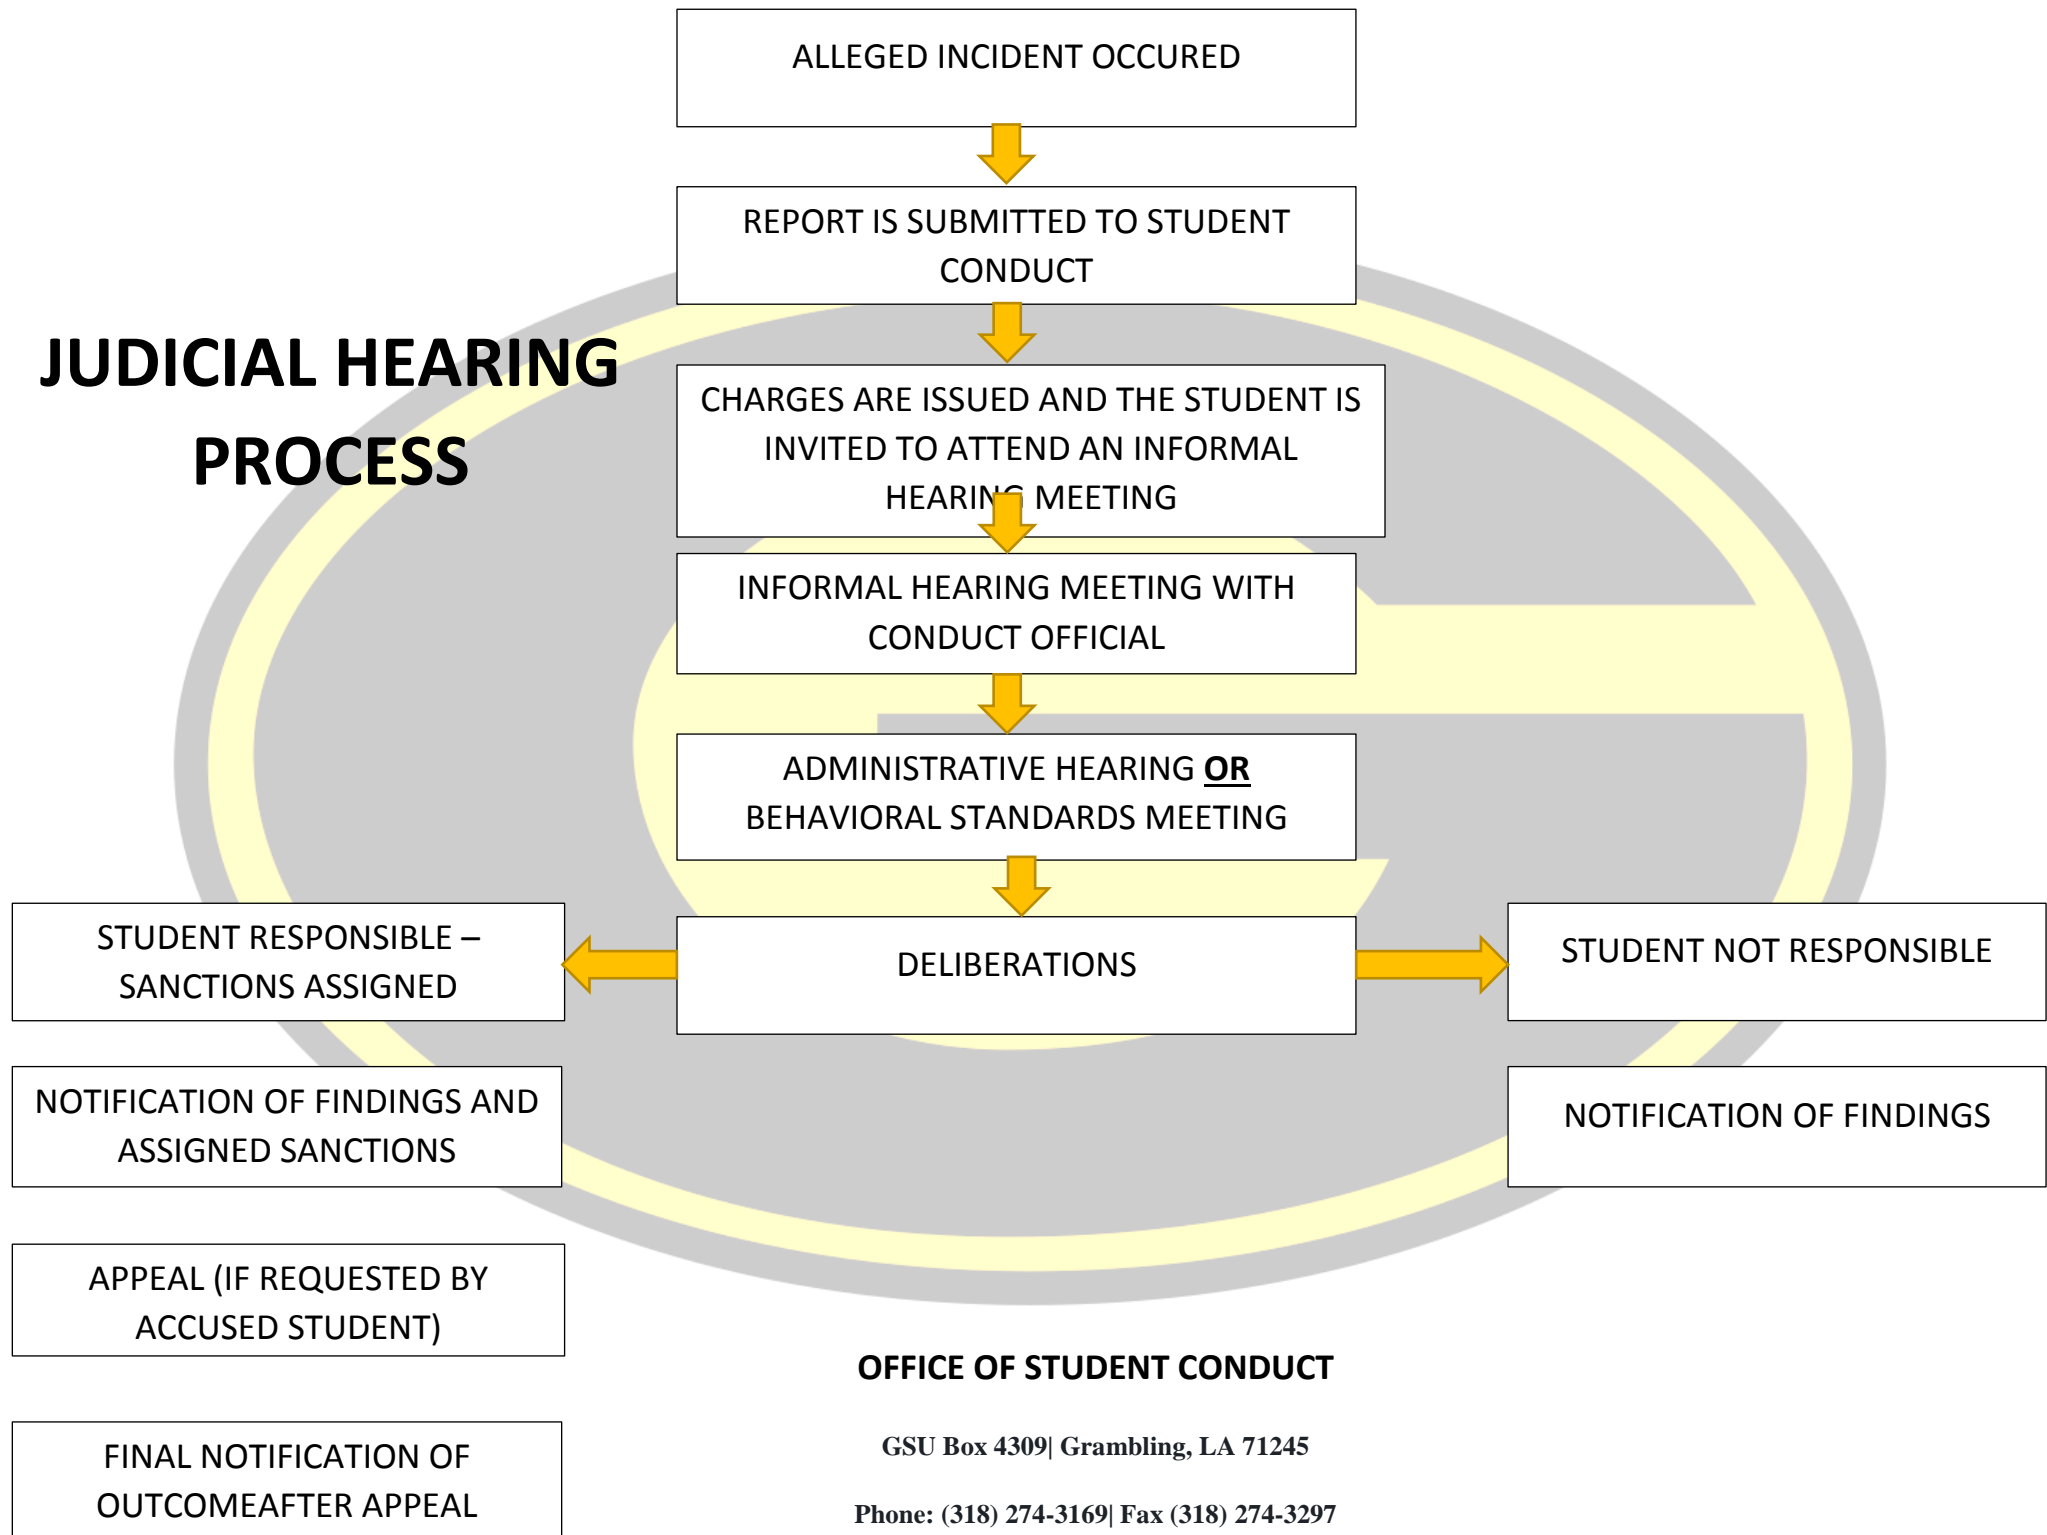 ALLEGED INCIDENT OCCURED
REPORT IS SUBMITTED TO STUDENT
CONDUCT
JUDICIAL HEARING
PROCESS
CHARGES ARE ISSUED AND THE STUDENT IS
INVITED TO ATTEND AN INFORMAL
HEARING MEETING
INFORMAL HEARING MEETING WITH
CONDUCT OFFICIAL
ADMINISTRATIVE HEARING OR
BEHAVIORAL STANDARDS MEETING
DELIBERATIONS
STUDENT RESPONSIBLE –
SANCTIONS ASSIGNED
NOTIFICATION OF FINDINGS AND
ASSIGNED SANCTIONS
APPEAL (IF REQUESTED BY
ACCUSED STUDENT)
FINAL NOTIFICATION OF
OUTCOMEAFTER APPEAL
STUDENT NOT RESPONSIBLE
NOTIFICATION OF FINDINGS
OFFICE OF STUDENT CONDUCT
GSU Box 4309| Grambling, LA 71245
Phone: (318) 274-3169| Fax (318) 274-3297